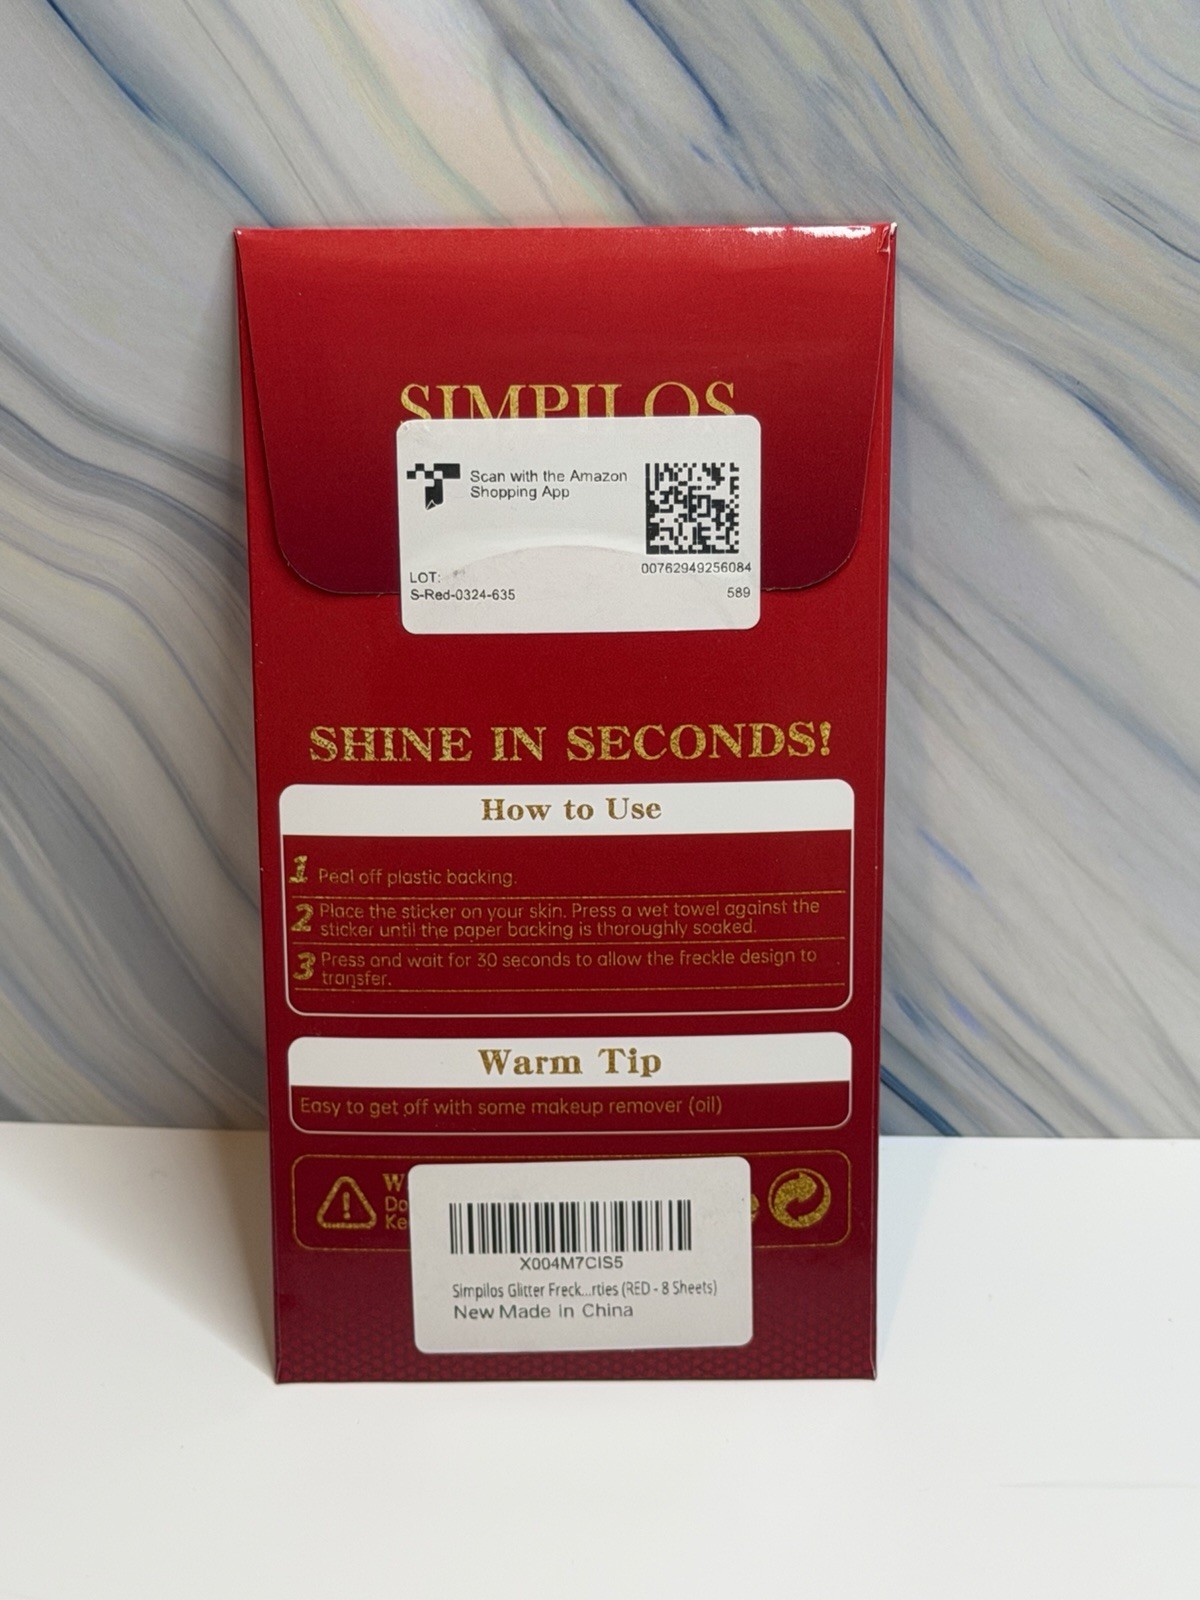 SIMPILOS
Scan with the Amazon
Shopping App
00762949256084
LOT:
S-Red-0324-635
589
SHINE IN SECONDS!
How to Use
1 Peal off plastic backing.
2 Place the sticker on your skin. Press a wet towel against the
sticker until the paper backing is thoroughly soaked.
3 Press and wait for 30 seconds to allow the freckle design to
transfer.
Warm Tip
Easy to get off with some makeup remover (oil)
W
Do
Ke
X004M7CIS5
Simpilos Glitter Freck...rties (RED - 8 Sheets)
New Made in China